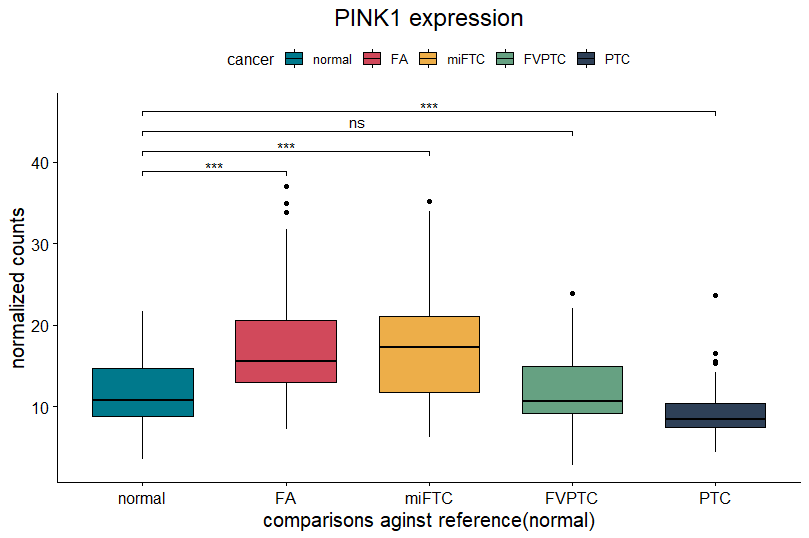 PINK1 expression
cancer normal FA miFTC FVPTC PTC
***
ns
***
***
40
30
20
10
normalized counts
normal FA miFTC FVPTC PTC
comparisons aginst reference(normal)